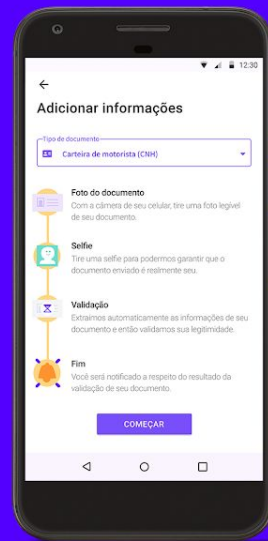 12:30
Adicionar informações
Tipo de documento
Carteira de motorista (CNH)
Foto do documento
Com a câmera de seu celular, tire uma foto legível
de seu documento.
Selfie
Tire uma selfie para podermos garantir que o
documento enviado é realmente seu.
Validação
Extraímos automaticamente as informações de seu
documento e então validamos sua legitimidade.
Fim
Você será notificado a respeito do resultado da
validação de seu documento.
COMEÇAR